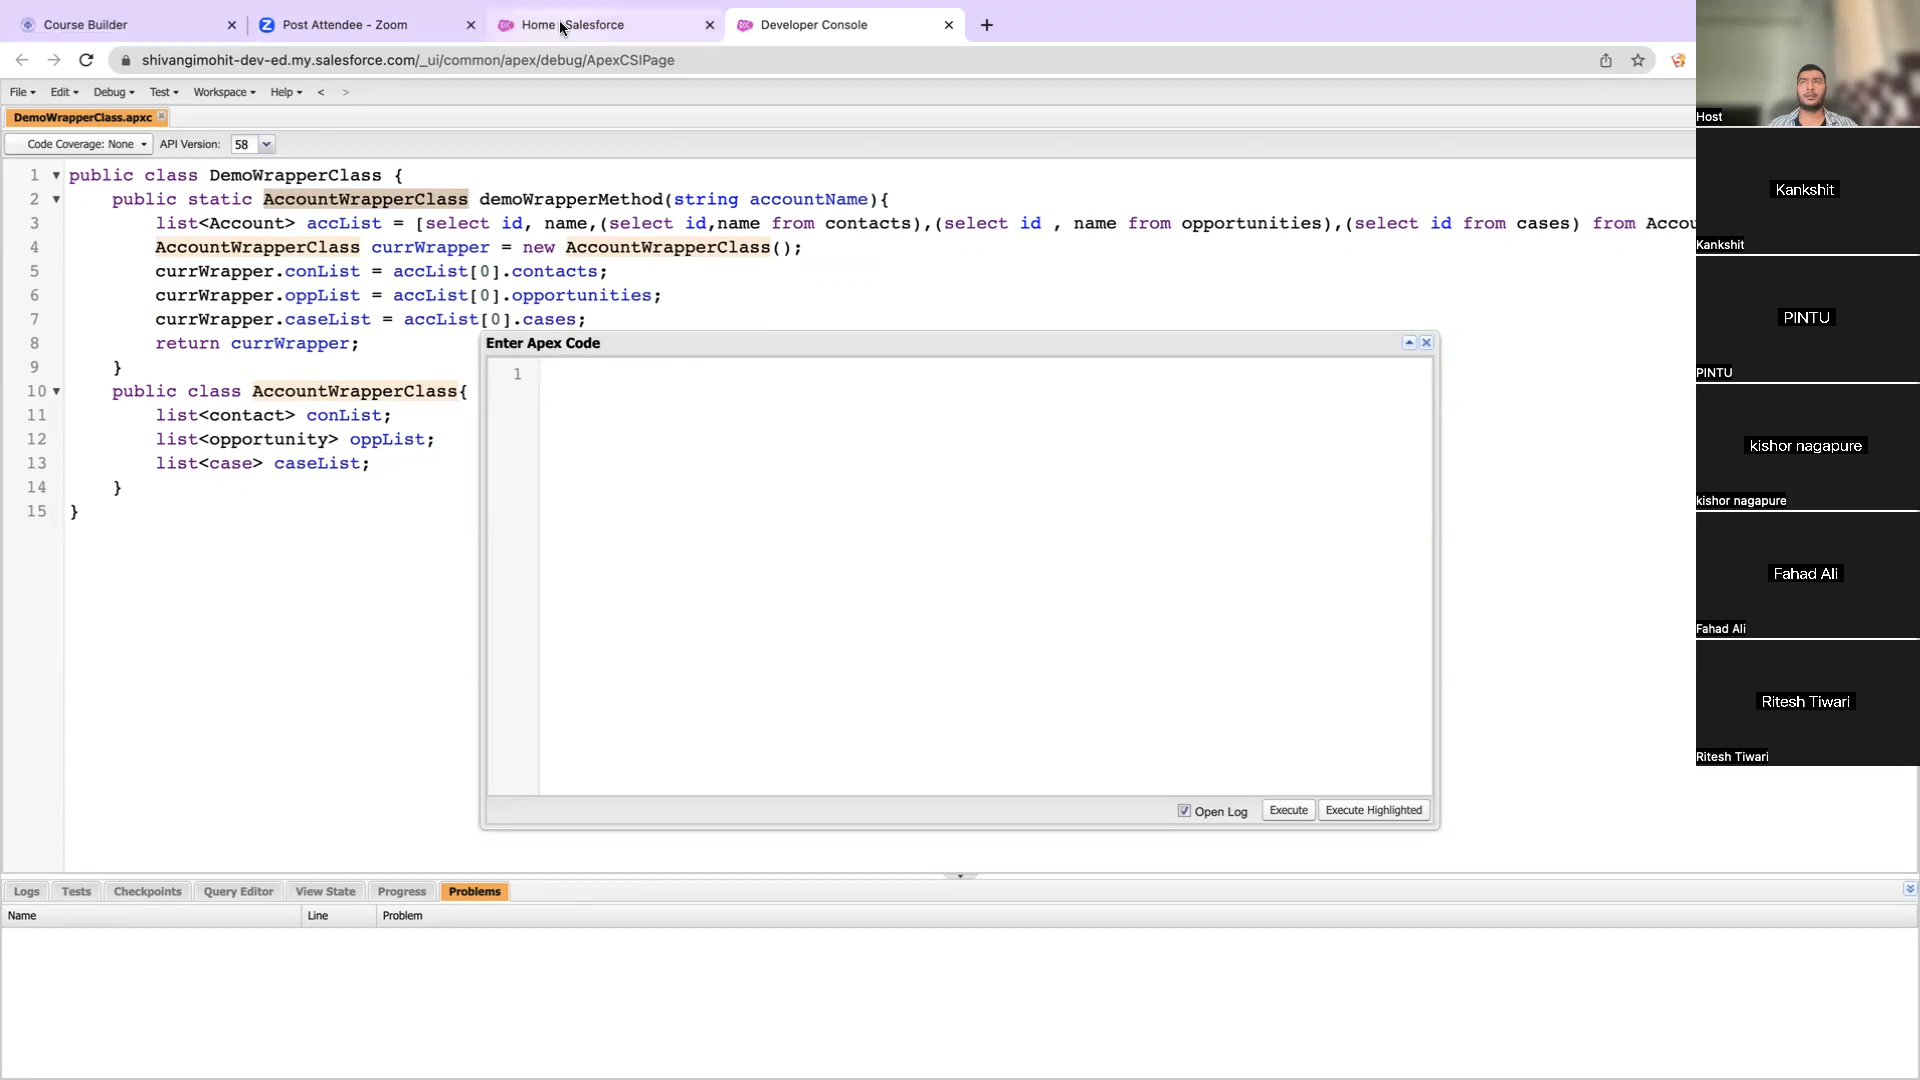 Course Builder
Post Attendee - Zoom
Home Salesforce
Developer Console
shivangimohit-dev-ed.my.salesforce.com/_ui/common/apex/debug/ApexCSIPage
File Edit Debug Test Workspace Help < >
DemoWrapperClass.apxc
Code Coverage: None API Version: 58
1 public class DemoWrapperClass {
2 public static AccountWrapperClass demoWrapperMethod(string accountName){
3 list<Account> accList = [select id, name,(select id,name from contacts),(select id , name from opportunities),(select id from cases) from Accou
4 AccountWrapperClass currWrapper = new AccountWrapperClass();
5 currWrapper.conList = accList[0].contacts;
6 currWrapper.oppList = accList[0].opportunities;
7 currWrapper.caseList = accList[0].cases;
8 return currWrapper;
9 }
10 public class AccountWrapperClass{
11 list<contact> conList;
12 list<opportunity> oppList;
13 list<case> caseList;
14 }
15 }
Enter Apex Code
1
Open Log Execute Execute Highlighted
Logs Tests Checkpoints Query Editor View State Progress Problems
Name Line Problem
Host
Kankshit
Kankshit
PINTU
PINTU
kishor nagapure
kishor nagapure
Fahad Ali
Fahad Ali
Ritesh Tiwari
Ritesh Tiwari